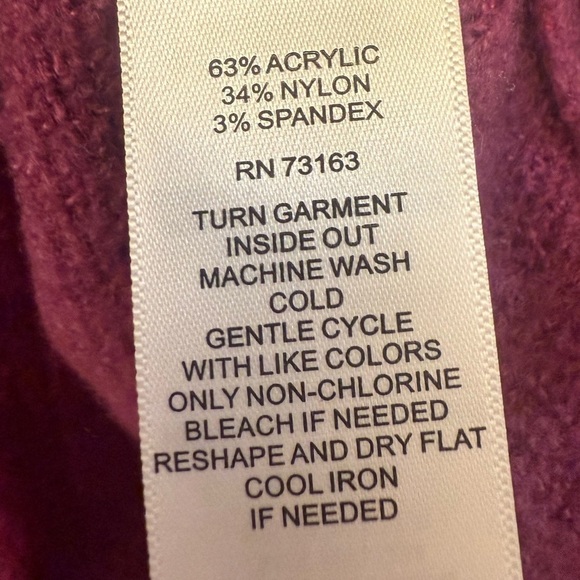 63% ACRYLIC
34% NYLON
3% SPANDEX
RN 73163
TURN GARMENT
INSIDE OUT
MACHINE WASH
COLD
GENTLE CYCLE
WITH LIKE COLORS
ONLY NON-CHLORINE
BLEACH IF NEEDED
RESHAPE AND DRY FLAT
COOL IRON
IF NEEDED